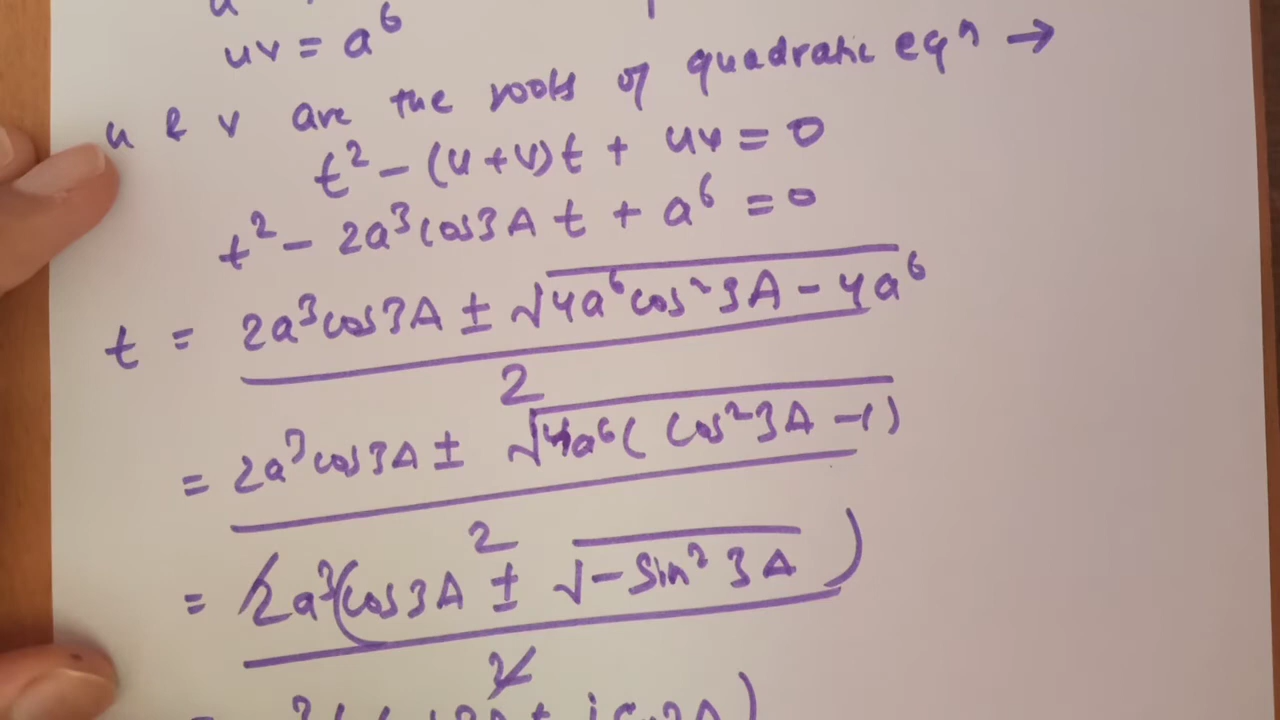 uv = a⁶
u & v are the roots of quadratic eqⁿ →
t² - (u+v)t + uv = 0
t² - 2a³cos3A t + a⁶ = 0
t = (2a³cos3A ± √(4a⁶cos²3A - 4a⁶)) / 2
= (2a³cos3A ± √(4a⁶(cos²3A - 1))) / 2
= 2a³(cos3A ± √(-sin²3A)) / 2